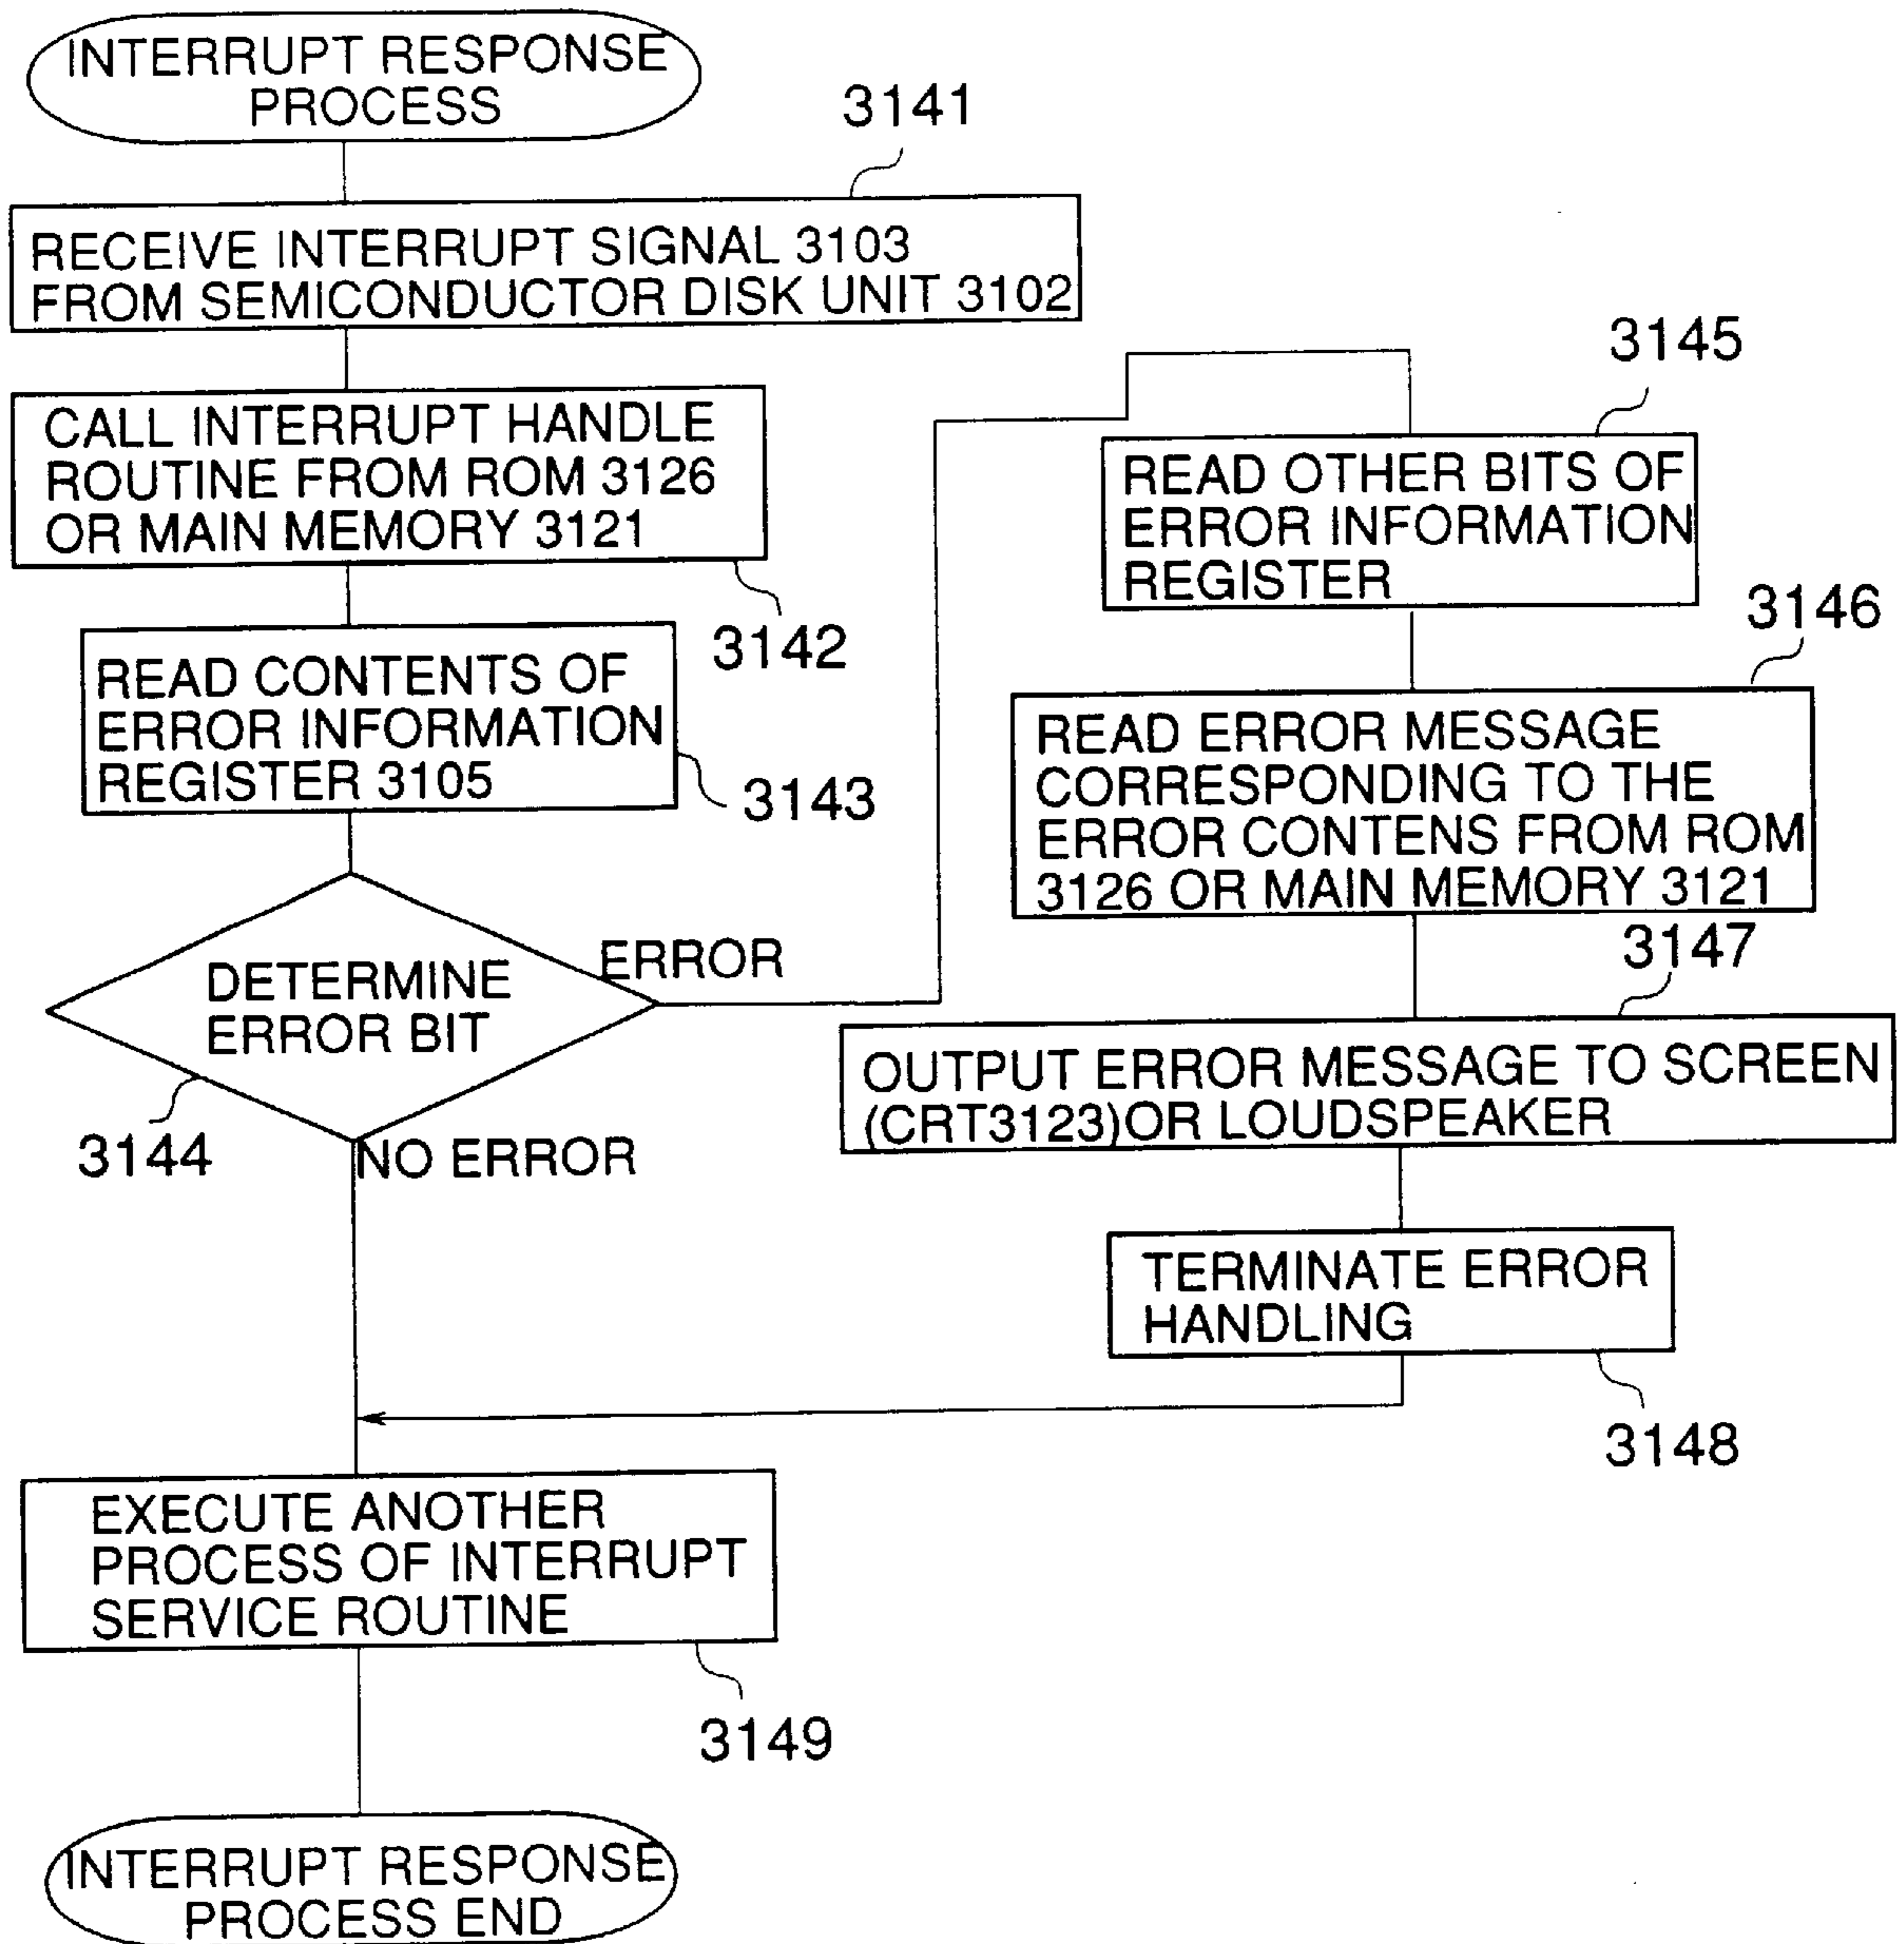 INTERRUPT RESPONSE
PROCESS
3141
RECEIVE INTERRUPT SIGNAL 3103
FROM SEMICONDUCTOR DISK UNIT 3102
CALL INTERRUPT HANDLE
ROUTINE FROM ROM 3126
OR MAIN MEMORY 3121
3142
READ CONTENTS OF
ERROR INFORMATION
REGISTER 3105
3143
DETERMINE
ERROR BIT
ERROR
3144
NO ERROR
3145
READ OTHER BITS OF
ERROR INFORMATION
REGISTER
3146
READ ERROR MESSAGE
CORRESPONDING TO THE
ERROR CONTENS FROM ROM
3126 OR MAIN MEMORY 3121
3147
OUTPUT ERROR MESSAGE TO SCREEN
(CRT3123)OR LOUDSPEAKER
TERMINATE ERROR
HANDLING
3148
EXECUTE ANOTHER
PROCESS OF INTERRUPT
SERVICE ROUTINE
3149
INTERRUPT RESPONSE
PROCESS END